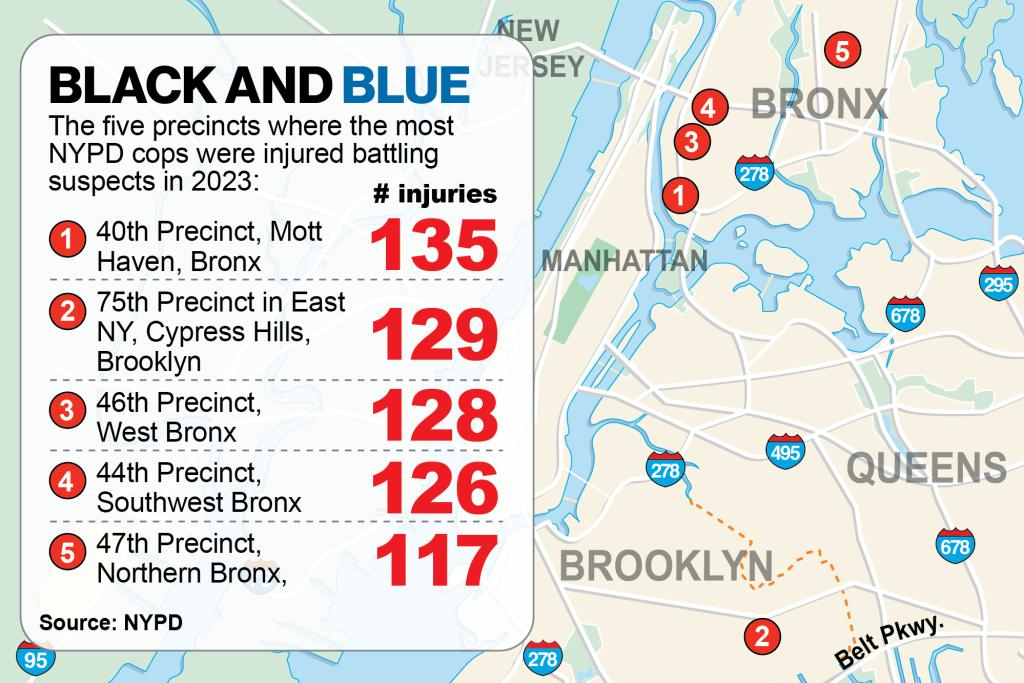 BLACK AND BLUE
The five precincts where the most
NYPD cops were injured battling
suspects in 2023:
# injuries
1
40th Precinct, Mott
Haven, Bronx
135
2
75th Precinct in East
NY, Cypress Hills,
Brooklyn
129
3
46th Precinct,
West Bronx
128
4
44th Precinct,
Southwest Bronx
126
5
47th Precinct,
Northern Bronx,
117
Source: NYPD
NEW
JERSEY
5
4
BRONX
3
278
1
MANHATTAN
295
678
278
495
QUEENS
678
BROOKLYN
2
Belt Pkwy.
95
278